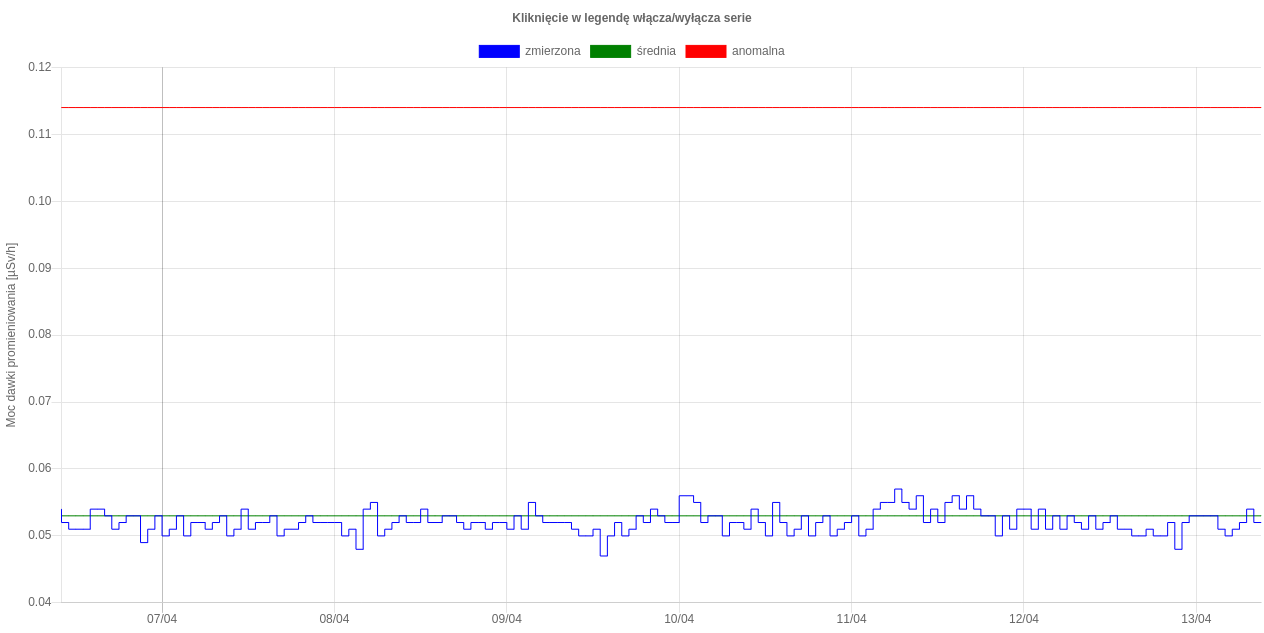 Kliknięcie w legendę włącza/wyłącza serie
zmierzona średnia anomalna
0.12
0.11
0.10
0.09
0.08
0.07
0.06
0.05
0.04
Moc dawki promieniowania [µSv/h]
07/04 08/04 09/04 10/04 11/04 12/04 13/04